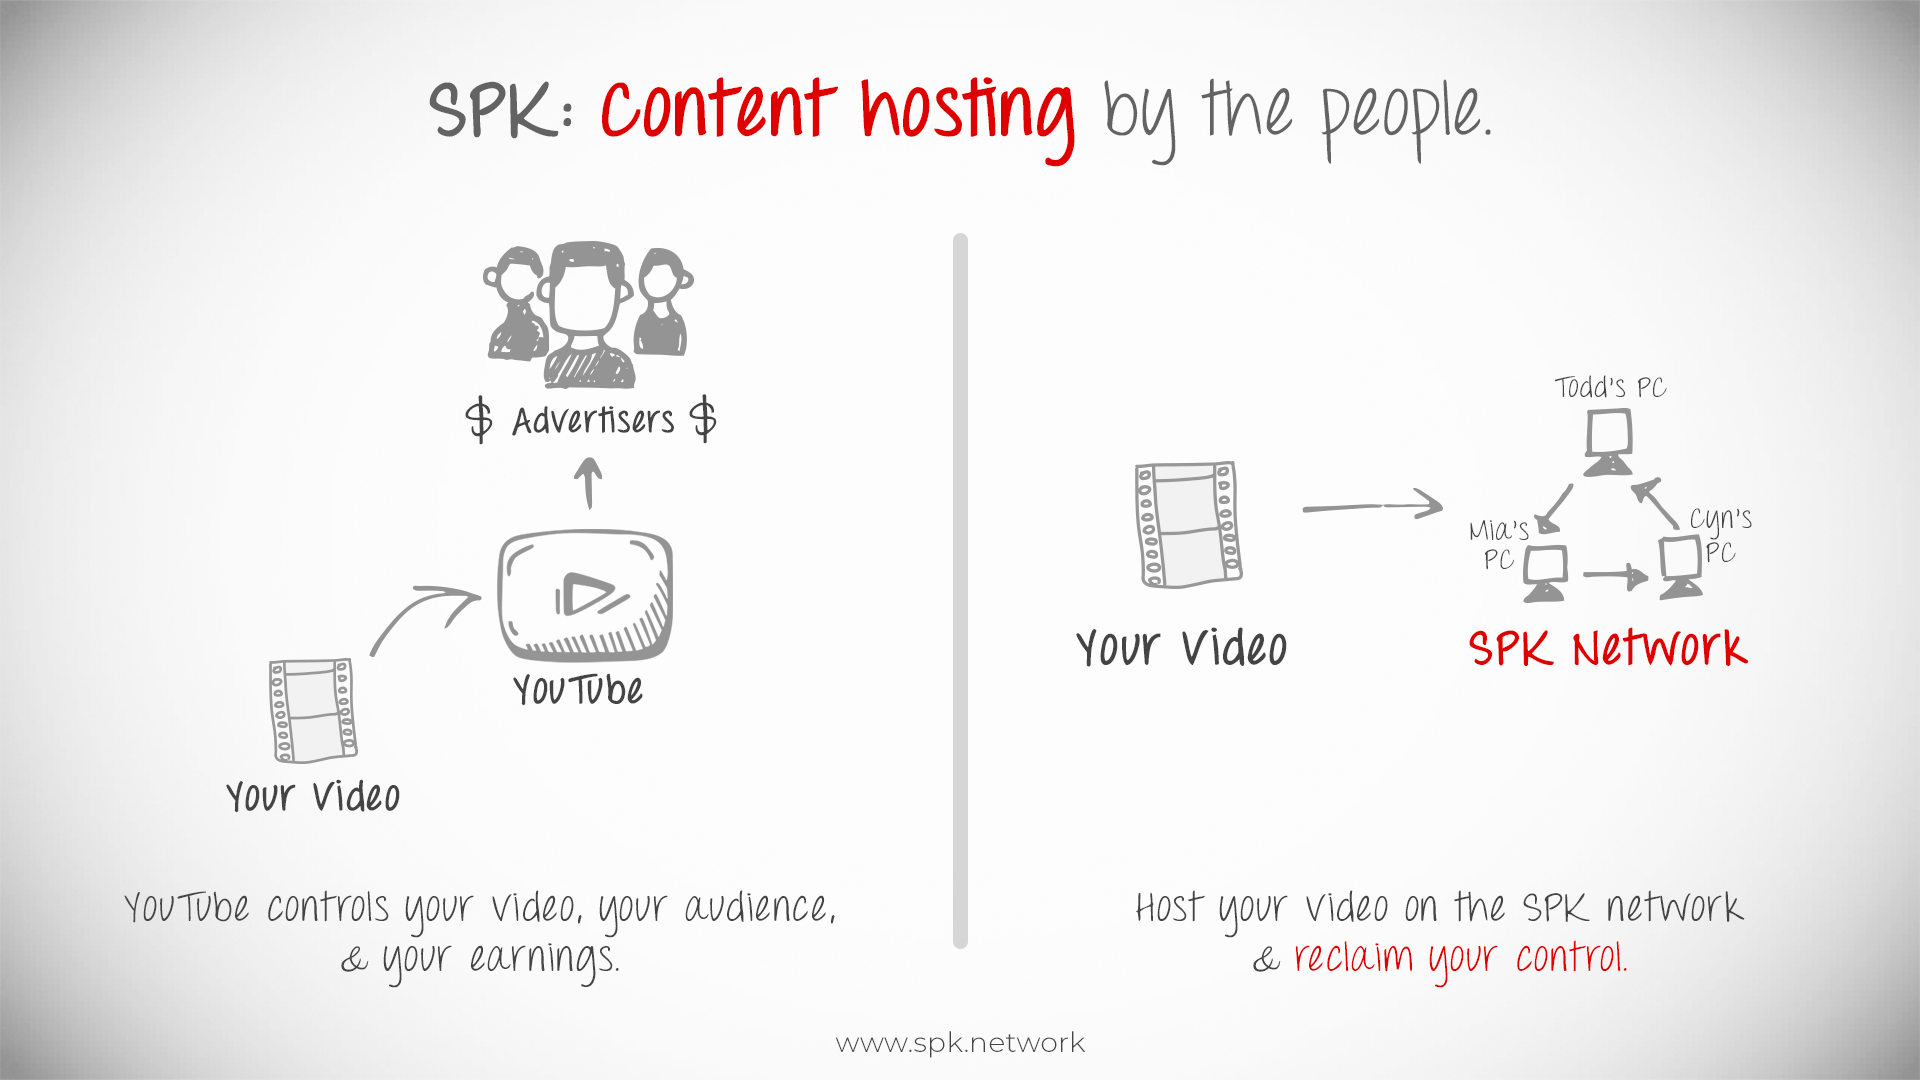 SPK: Content hosting by the people.
$ Advertisers $
YouTube
Your Video
YouTube controls your video, your audience,
& your earnings.
Todd's PC
Mia's
PC
Cyn's
PC
Your Video
SPK Network
Host your video on the SPK network
& reclaim your control.
www.spk.network